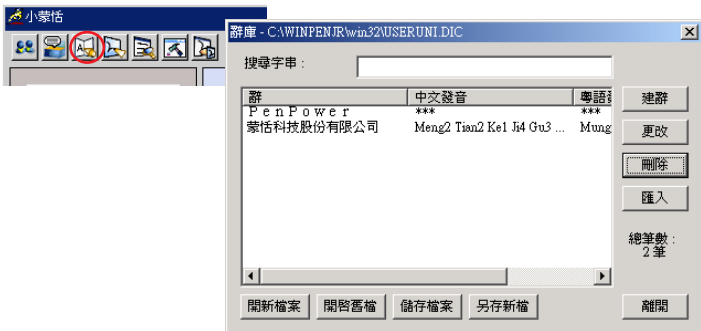 小蒙恬
辭庫 - C:\WINPENJR\win32\USERUNI.DIC
搜尋字串：
辭 中文發音 粵語
ＰｅｎＰｏｗｅｒ *** ***
蒙恬科技股份有限公司 Meng2 Tian2 Ke1 Ji4 Gu3 ... Mung
建辭
更改
刪除
匯入
總筆數：
2 筆
開新檔案 開啓舊檔 儲存檔案 另存新檔 離開